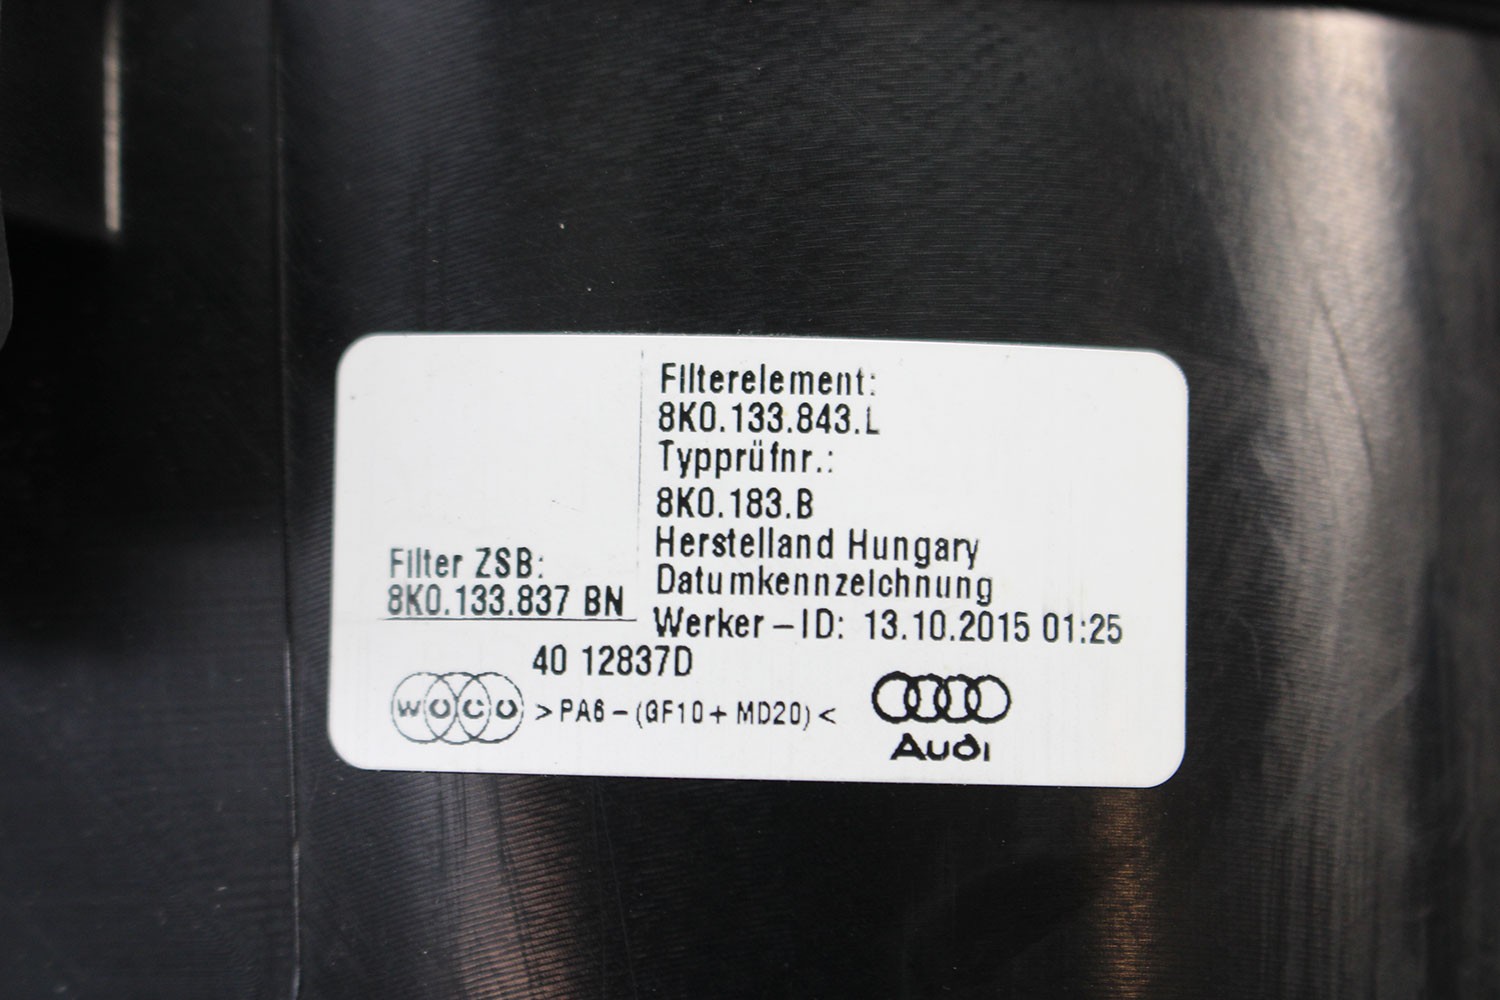 Filterelement:
8K0.133.843.L
Typprüfnr.:
8K0.183.B
Herstelland Hungary
Datumkennzeichnung
Werker-ID: 13.10.2015 01:25
Filter ZSB:
8K0.133.837 BN
40 12837D
WOCO >PA6-(GF10+MD20)<
Audi